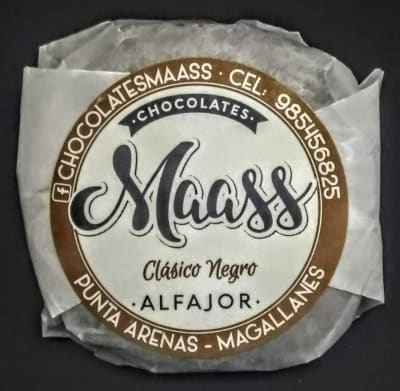 f CHOCOLATESMAASS · CEL: 985456825
· CHOCOLATES ·
Maass
Clásico Negro
· ALFAJOR ·
PUNTA ARENAS - MAGALLANES